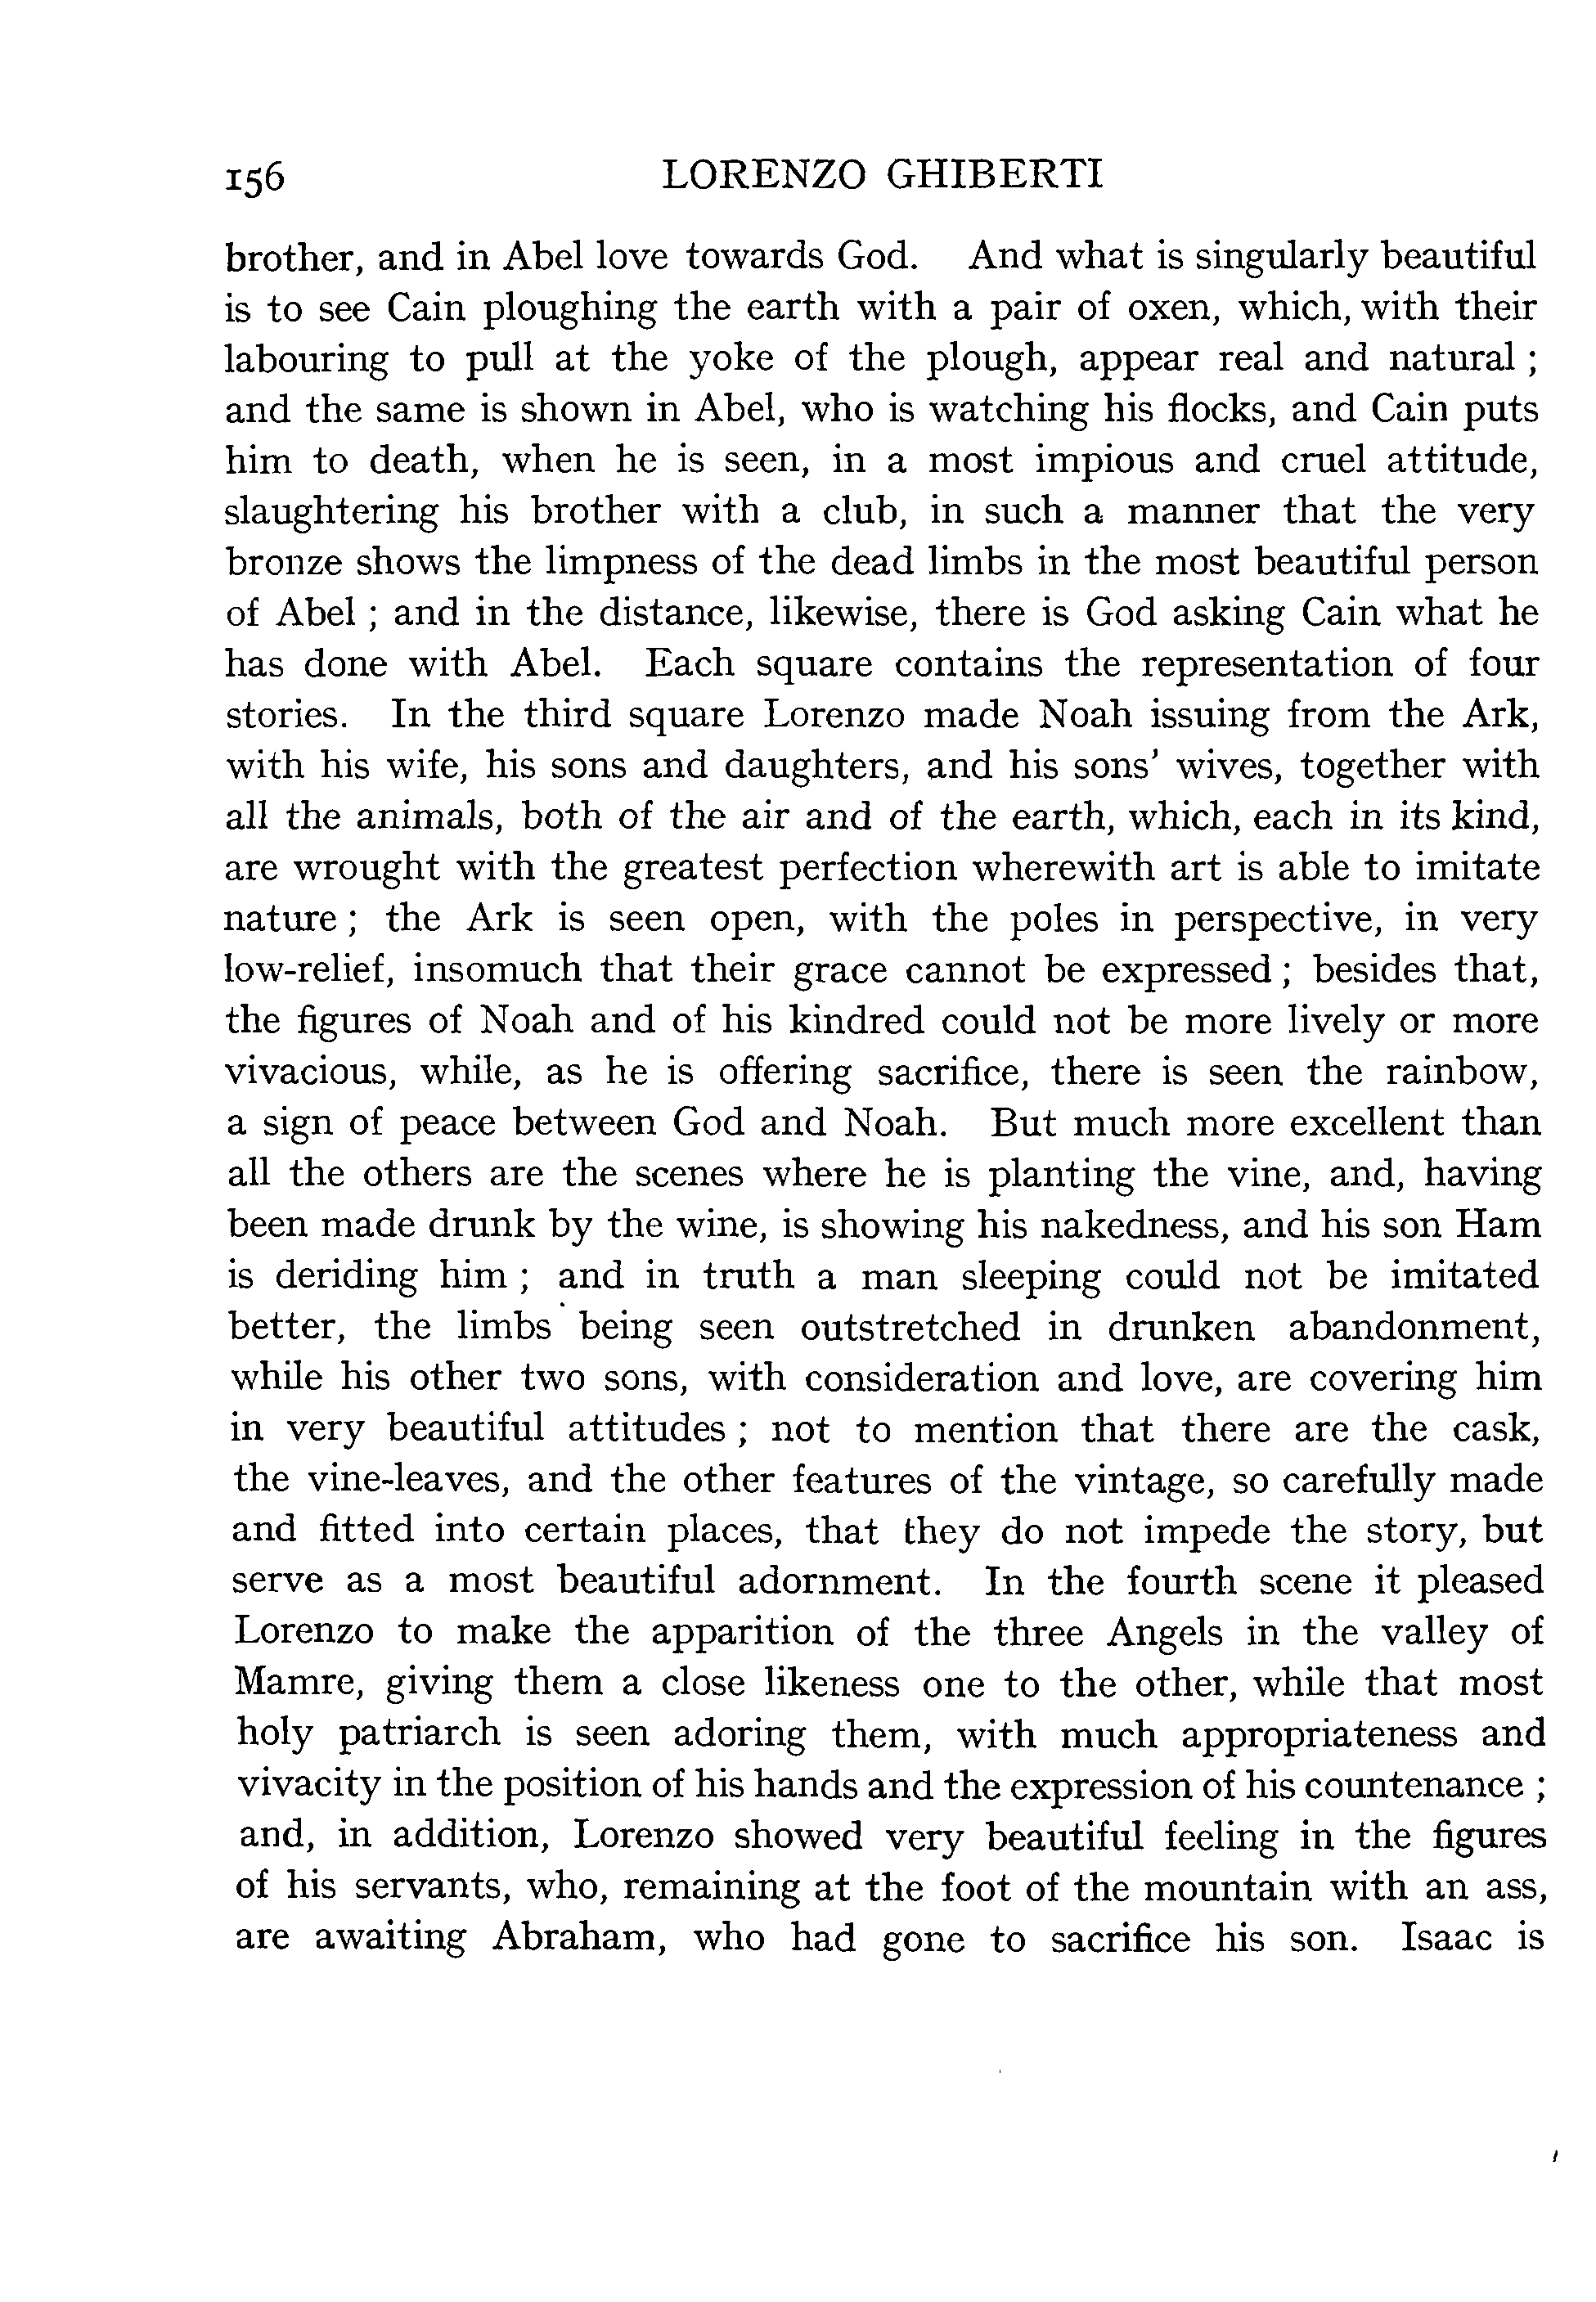 156 LORENZO GHIBERTI
brother, and in Abel love towards God. And what is singularly beautiful
is to see Cain ploughing the earth with a pair of oxen, which, with their
labouring to pull at the yoke of the plough, appear real and natural ;
and the same is shown in Abel, who is watching his flocks, and Cain puts
him to death, when he is seen, in a most impious and cruel attitude,
slaughtering his brother with a club, in such a manner that the very
bronze shows the limpness of the dead limbs in the most beautiful person
of Abel ; and in the distance, likewise, there is God asking Cain what he
has done with Abel. Each square contains the representation of four
stories. In the third square Lorenzo made Noah issuing from the Ark,
with his wife, his sons and daughters, and his sons' wives, together with
all the animals, both of the air and of the earth, which, each in its kind,
are wrought with the greatest perfection wherewith art is able to imitate
nature ; the Ark is seen open, with the poles in perspective, in very
low-relief, insomuch that their grace cannot be expressed ; besides that,
the figures of Noah and of his kindred could not be more lively or more
vivacious, while, as he is offering sacrifice, there is seen the rainbow,
a sign of peace between God and Noah. But much more excellent than
all the others are the scenes where he is planting the vine, and, having
been made drunk by the wine, is showing his nakedness, and his son Ham
is deriding him ; and in truth a man sleeping could not be imitated
better, the limbs being seen outstretched in drunken abandonment,
while his other two sons, with consideration and love, are covering him
in very beautiful attitudes ; not to mention that there are the cask,
the vine-leaves, and the other features of the vintage, so carefully made
and fitted into certain places, that they do not impede the story, but
serve as a most beautiful adornment. In the fourth scene it pleased
Lorenzo to make the apparition of the three Angels in the valley of
Mamre, giving them a close likeness one to the other, while that most
holy patriarch is seen adoring them, with much appropriateness and
vivacity in the position of his hands and the expression of his countenance ;
and, in addition, Lorenzo showed very beautiful feeling in the figures
of his servants, who, remaining at the foot of the mountain with an ass,
are awaiting Abraham, who had gone to sacrifice his son. Isaac is